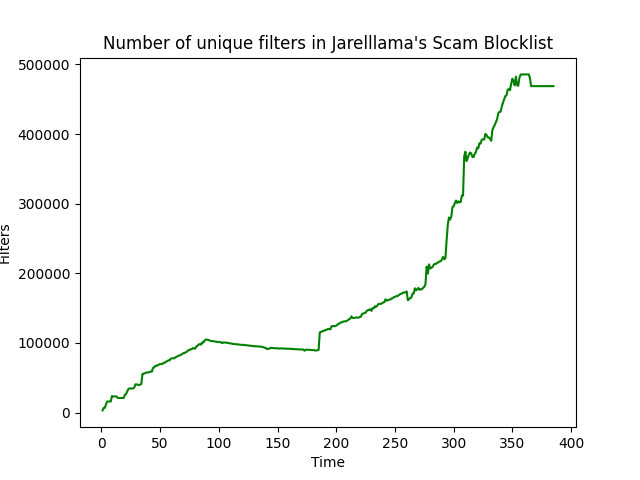 Number of unique filters in Jarelllama's Scam Blocklist
500000
400000
300000
200000
100000
0
Filters
0 50 100 150 200 250 300 350 400
Time